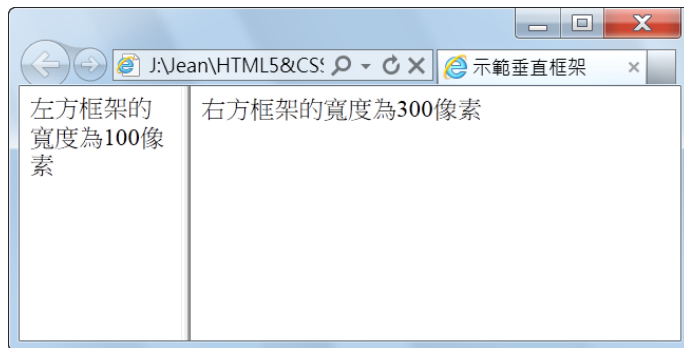 J:\Jean\HTML5&CS
示範垂直框架
左方框架的
寬度為100像
素
右方框架的寬度為300像素